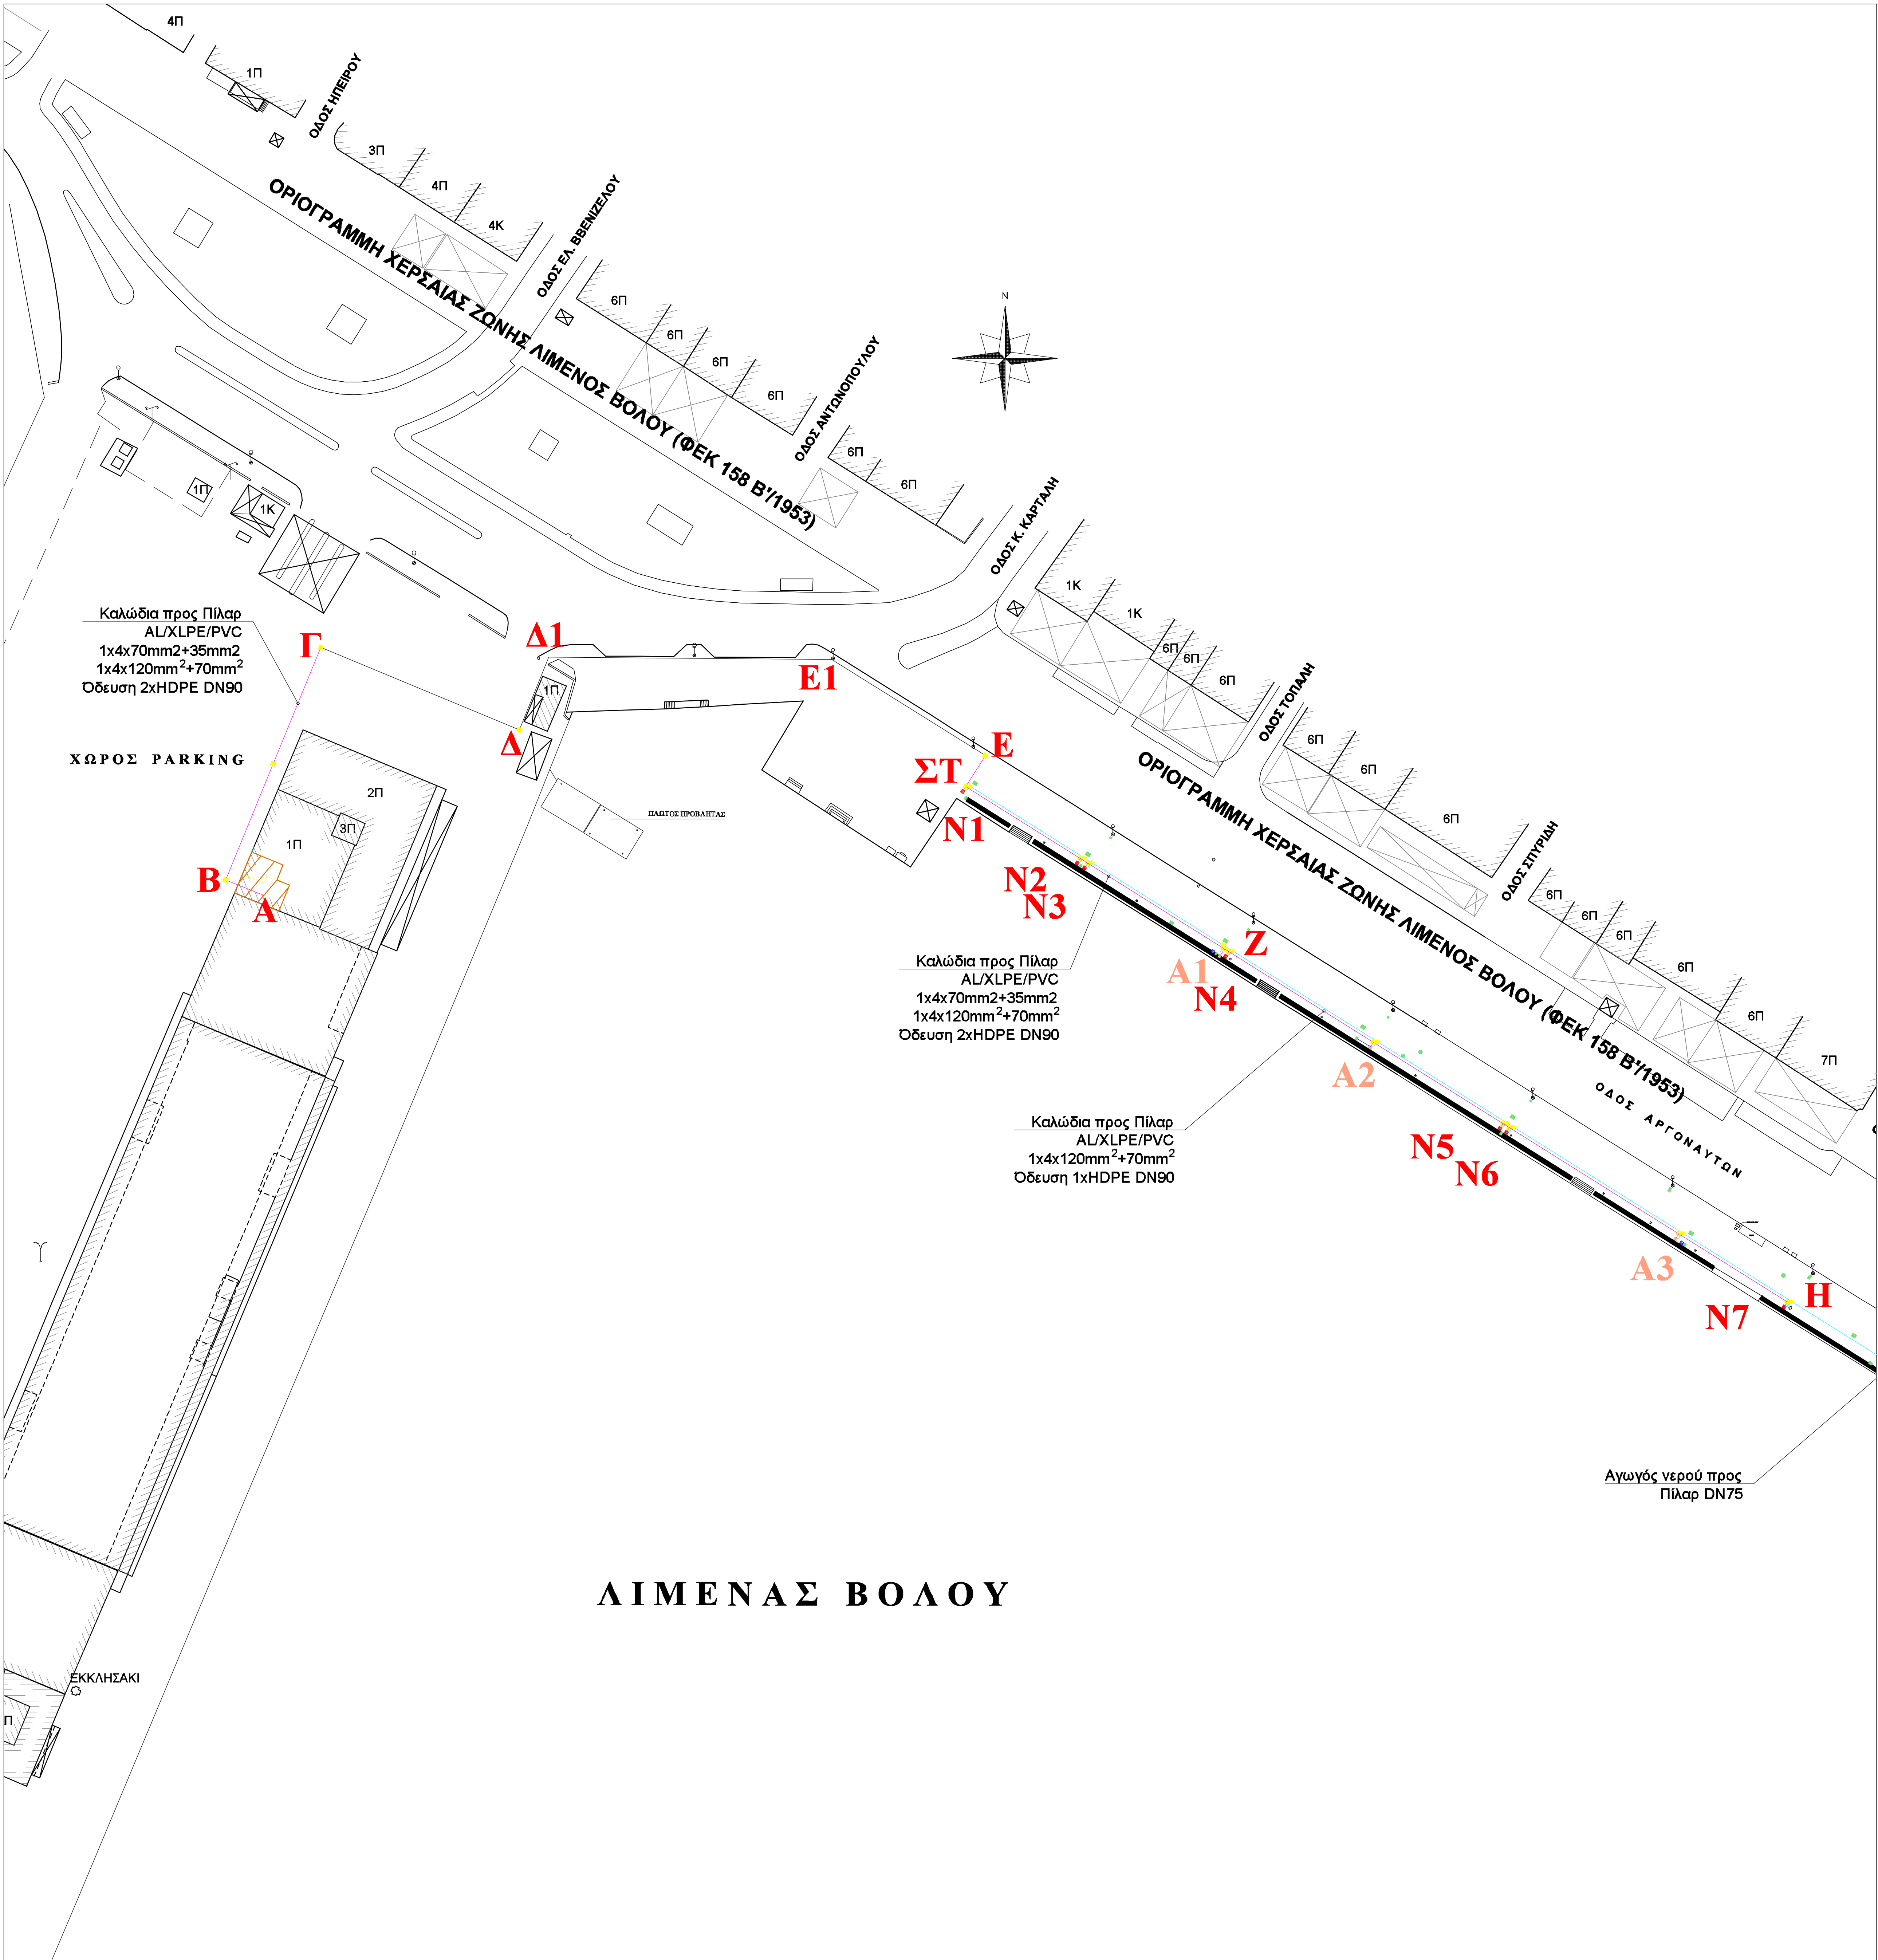 4Π
1Π
ΟΔΟΣ ΗΠΕΙΡΟΥ
3Π
4Π
4Κ
ΟΔΟΣ ΕΛ. ΒΒΕΝΙΖΕΛΟΥ
ΟΡΙΟΓΡΑΜΜΗ ΧΕΡΣΑΙΑΣ ΖΩΝΗΣ ΛΙΜΕΝΟΣ ΒΟΛΟΥ (ΦΕΚ 158 Β'/1953)
6Π
6Π
6Π
6Π
ΟΔΟΣ ΑΝΤΩΝΟΠΟΥΛΟΥ
N
6Π
6Π
ΟΔΟΣ Κ. ΚΑΡΤΑΛΗ
1Π
1Κ
1Κ
1Κ
6Π
6Π
6Π
ΟΔΟΣ ΤΟΠΑΛΗ
6Π
6Π
6Π
ΟΔΟΣ ΣΠΥΡΙΔΗ
6Π
6Π
6Π
6Π
6Π
7Π
ΟΡΙΟΓΡΑΜΜΗ ΧΕΡΣΑΙΑΣ ΖΩΝΗΣ ΛΙΜΕΝΟΣ ΒΟΛΟΥ (ΦΕΚ 158 Β'/1953)
ΟΔΟΣ ΑΡΓΟΝΑΥΤΩΝ
Καλώδια προς Πίλαρ
AL/XLPE/PVC
1x4x70mm2+35mm2
1x4x120mm²+70mm²
Όδευση 2xHDPE DN90
Γ
Δ1
1Π
Δ
Ε1
Ε
ΣΤ
ΧΩΡΟΣ PARKING
2Π
3Π
1Π
Β
Α
ΠΛΩΤΟΣ ΠΡΟΒΛΗΤΑΣ
Ν1
Ν2
Ν3
Ζ
Α1
Ν4
Καλώδια προς Πίλαρ
AL/XLPE/PVC
1x4x70mm2+35mm2
1x4x120mm²+70mm²
Όδευση 2xHDPE DN90
Α2
Καλώδια προς Πίλαρ
AL/XLPE/PVC
1x4x120mm²+70mm²
Όδευση 1xHDPE DN90
Ν5
Ν6
Α3
Ν7
Η
Αγωγός νερού προς
Πίλαρ DN75
ΛΙΜΕΝΑΣ ΒΟΛΟΥ
ΕΚΚΛΗΣΑΚΙ
Π